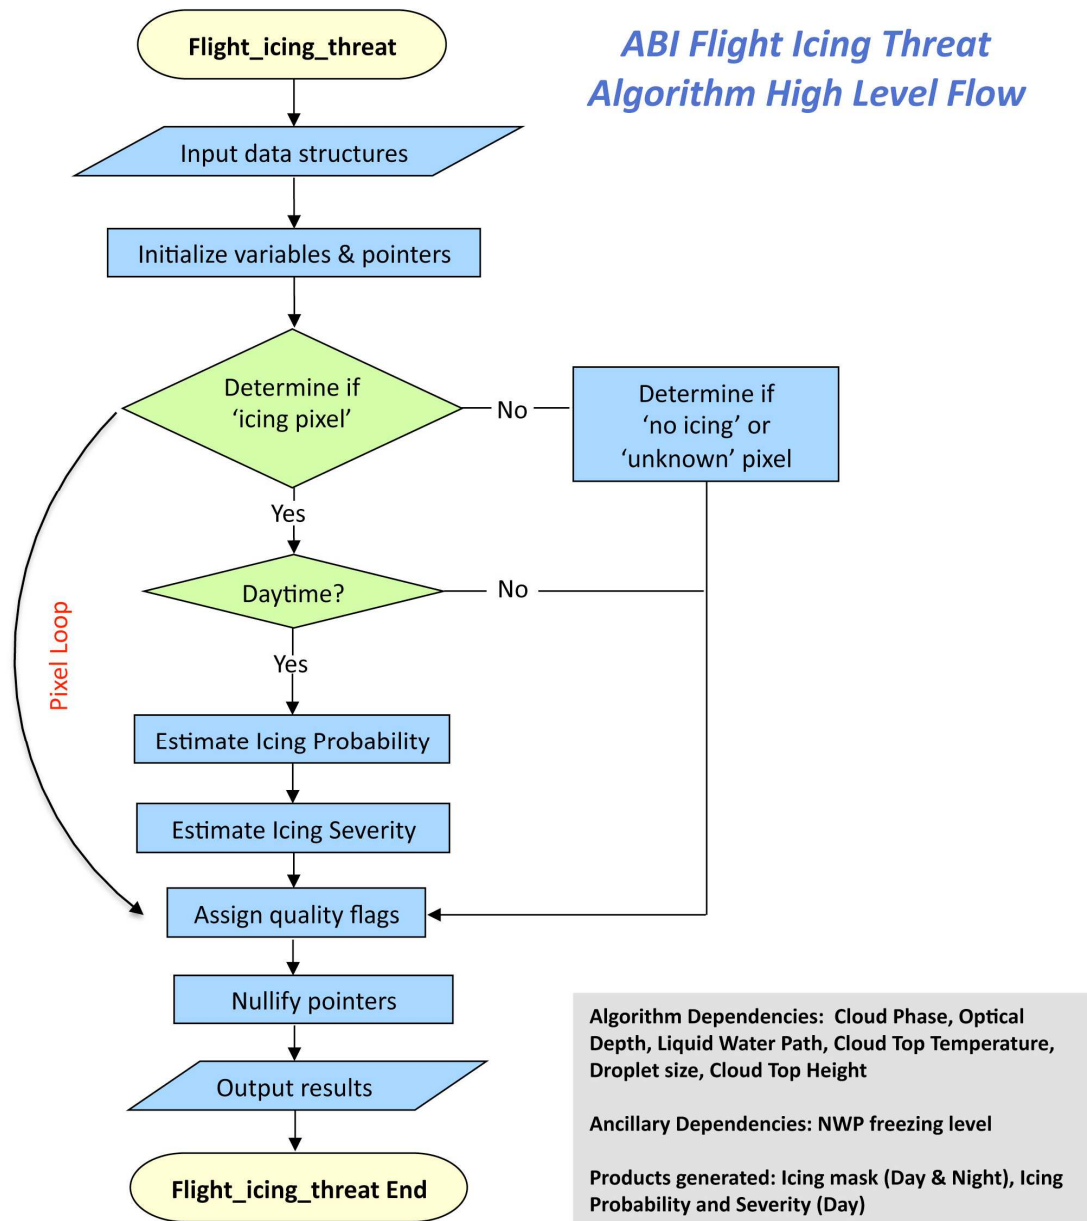 Flight_icing_threat
ABI Flight Icing Threat
Algorithm High Level Flow
Input data structures
Initialize variables & pointers
Determine if
‘icing pixel’
No
Determine if
‘no icing’ or
‘unknown’ pixel
Yes
Daytime?
No
Yes
Pixel Loop
Estimate Icing Probability
Estimate Icing Severity
Assign quality flags
Nullify pointers
Output results
Flight_icing_threat End
Algorithm Dependencies: Cloud Phase, Optical
Depth, Liquid Water Path, Cloud Top Temperature,
Droplet size, Cloud Top Height
Ancillary Dependencies: NWP freezing level
Products generated: Icing mask (Day & Night), Icing
Probability and Severity (Day)